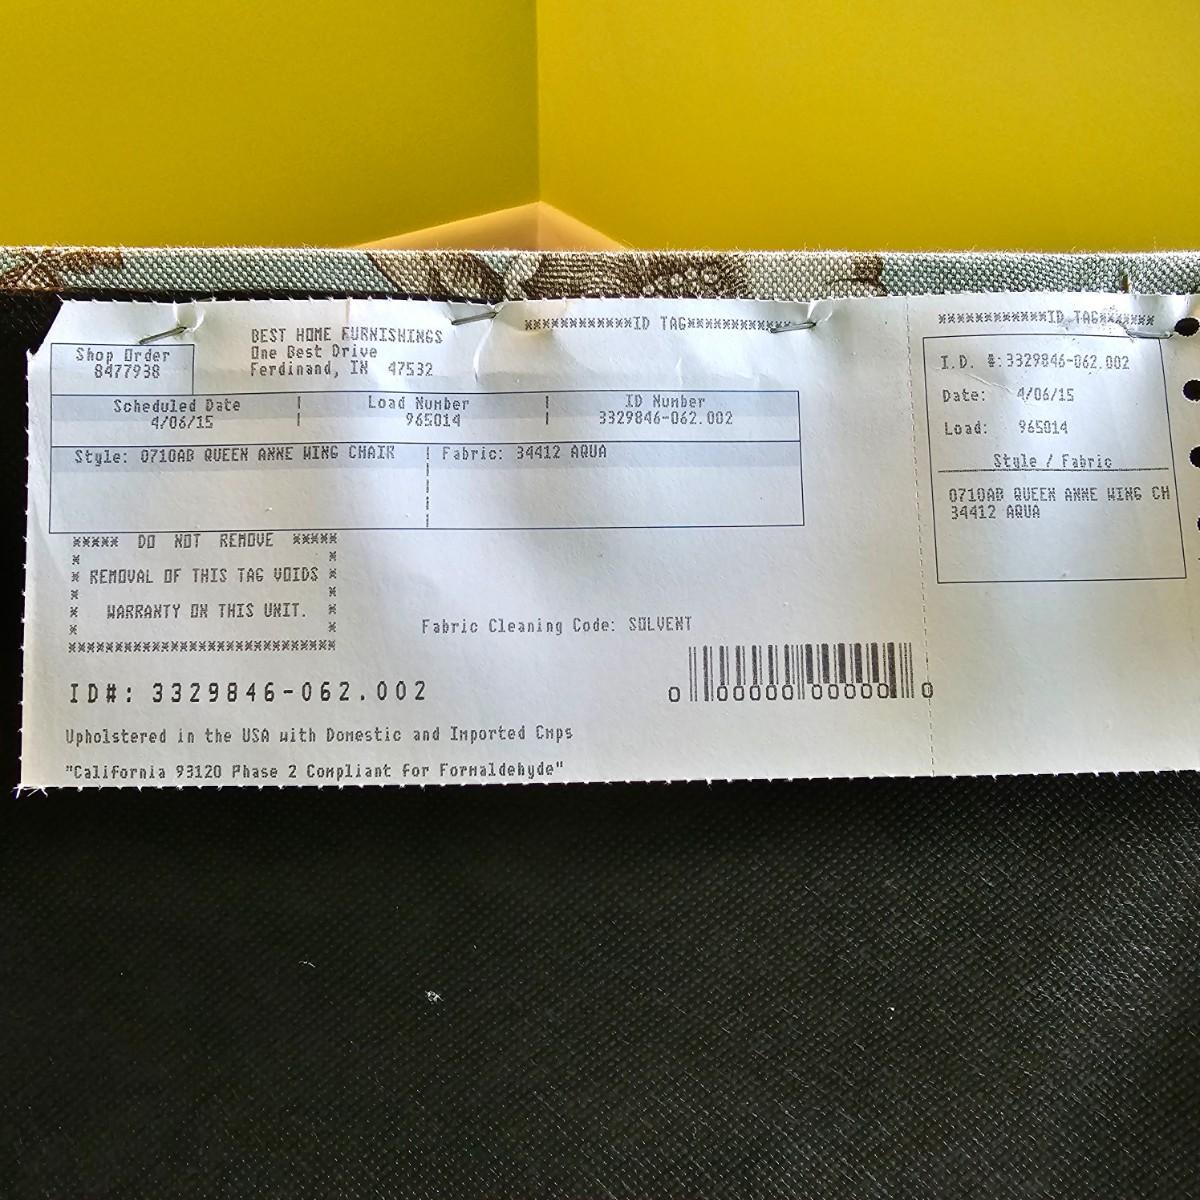 BEST HOME FURNISHINGS
One Best Drive
Ferdinand, IN 47532
************ID TAG************
Shop Order
8477938
Scheduled Date | Load Number | ID Number
4/06/15 | 965014 | 3329846-062.002
Style: 0710AB QUEEN ANNE WING CHAIR | Fabric: 34412 AQUA
***** DO NOT REMOVE *****
* REMOVAL OF THIS TAG VOIDS *
* WARRANTY ON THIS UNIT. *
*****************************
Fabric Cleaning Code: SOLVENT
ID#: 3329846-062.002
0 00000 00000 0
Upholstered in the USA with Domestic and Imported Cmps
"California 93120 Phase 2 Compliant for Formaldehyde"
************ID TAG*******
I.D. #:3329846-062.002
Date: 4/06/15
Load: 965014
Style / Fabric
0710AB QUEEN ANNE WING CH
34412 AQUA